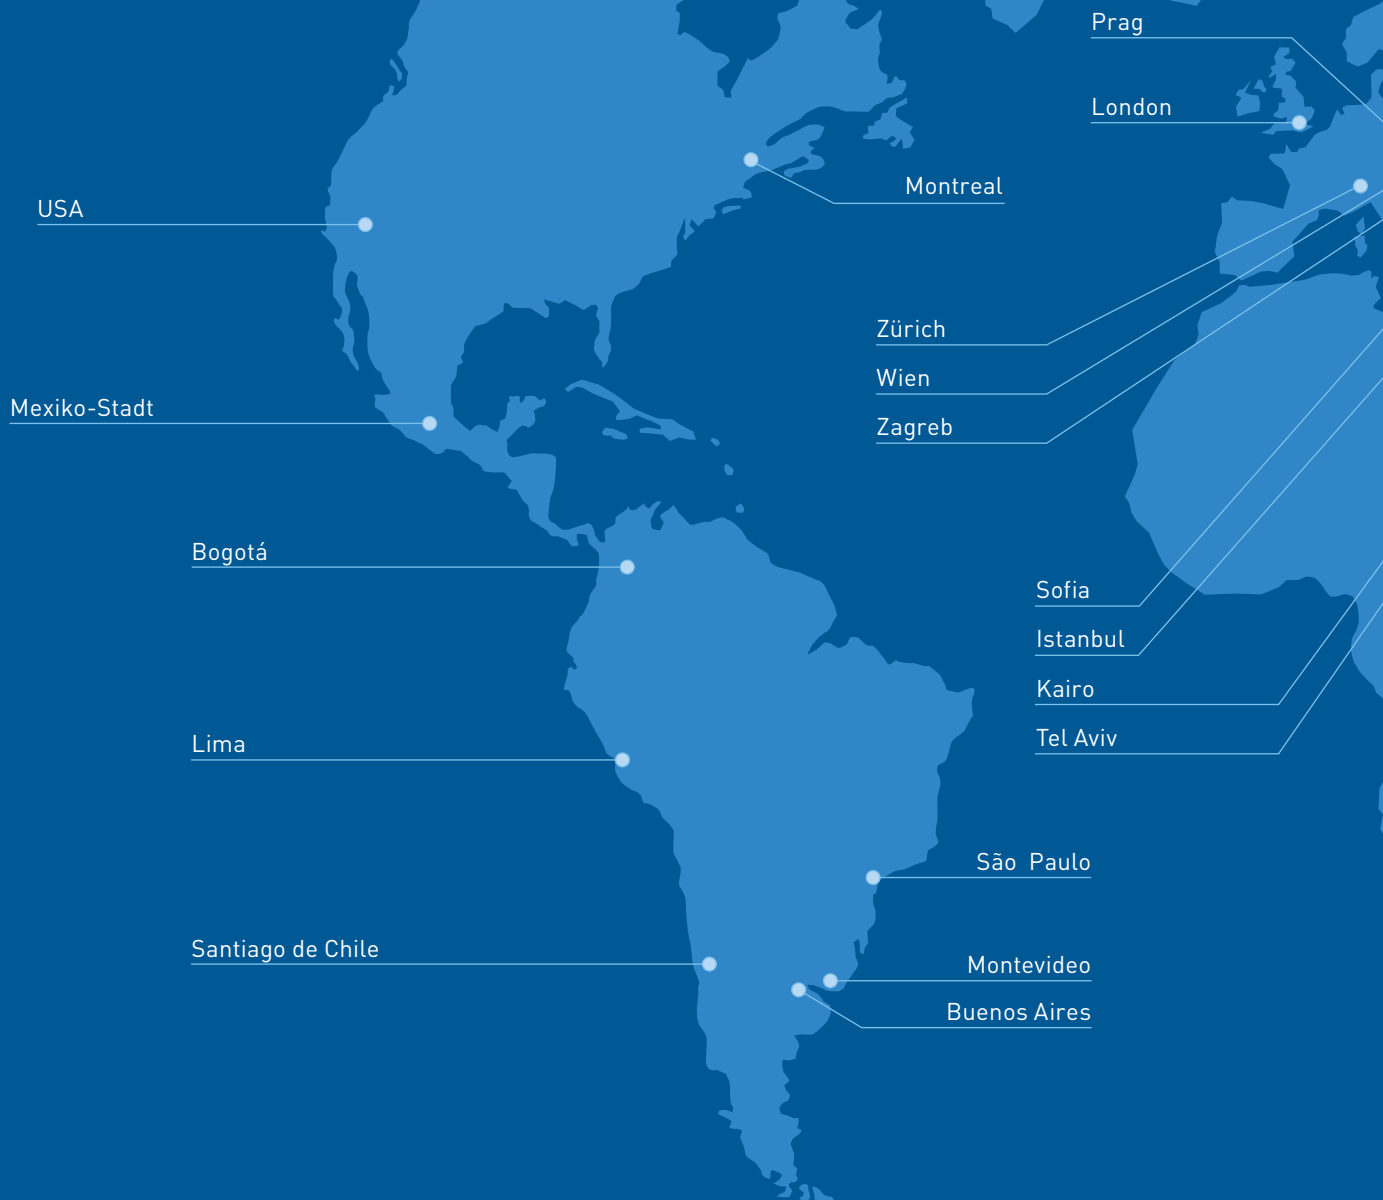 Prag
London
Montreal
USA
Zürich
Wien
Mexiko-Stadt
Zagreb
Bogotá
Sofia
Istanbul
Kairo
Tel Aviv
Lima
São Paulo
Santiago de Chile
Montevideo
Buenos Aires